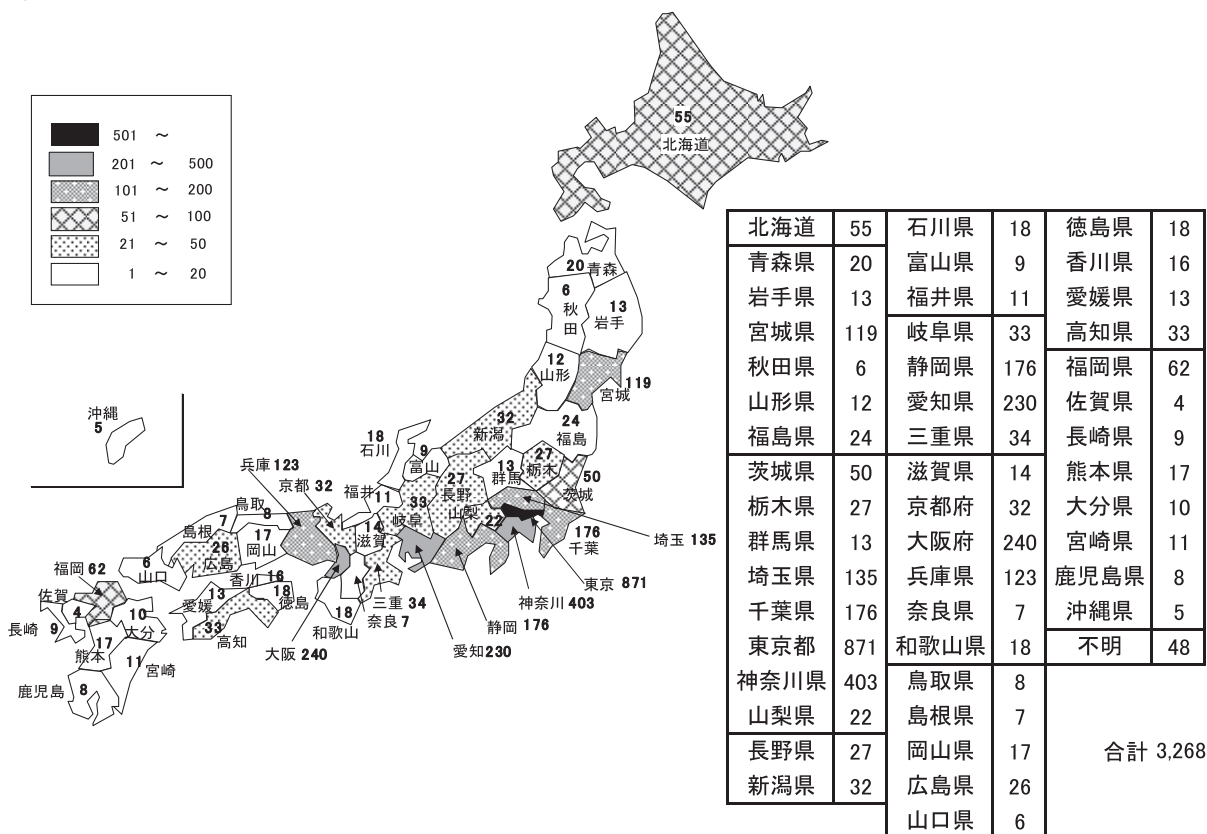 501 ～
201 ～ 500
101 ～ 200
51 ～ 100
21 ～ 50
1 ～ 20
55
北海道
20 青森
6
秋田
13
岩手
12
山形
119
宮城
24
福島
32
新潟
沖縄
5
18
石川
9
富山
13
群馬
27
栃木
50
茨城
兵庫 123
京都 32
福井
11
33
岐阜
27
長野
山梨
22
176
千葉
埼玉 135
東京 871
神奈川 403
静岡 176
愛知230
三重 34
奈良 7
14
滋賀
18
和歌山
大阪 240
鳥取
8
島根
7
17
岡山
26
広島
6
山口
香川 16
18
徳島
13
愛媛
33
高知
福岡 62
佐賀
4
長崎
9
10
大分
17
熊本
11
宮崎
鹿児島
8
北海道 55 石川県 18 徳島県 18
青森県 20 富山県 9 香川県 16
岩手県 13 福井県 11 愛媛県 13
宮城県 119 岐阜県 33 高知県 33
秋田県 6 静岡県 176 福岡県 62
山形県 12 愛知県 230 佐賀県 4
福島県 24 三重県 34 長崎県 9
茨城県 50 滋賀県 14 熊本県 17
栃木県 27 京都府 32 大分県 10
群馬県 13 大阪府 240 宮崎県 11
埼玉県 135 兵庫県 123 鹿児島県 8
千葉県 176 奈良県 7 沖縄県 5
東京都 871 和歌山県 18 不明 48
神奈川県 403 鳥取県 8
山梨県 22 島根県 7
長野県 27 岡山県 17 合計 3,268
新潟県 32 広島県 26
山口県 6